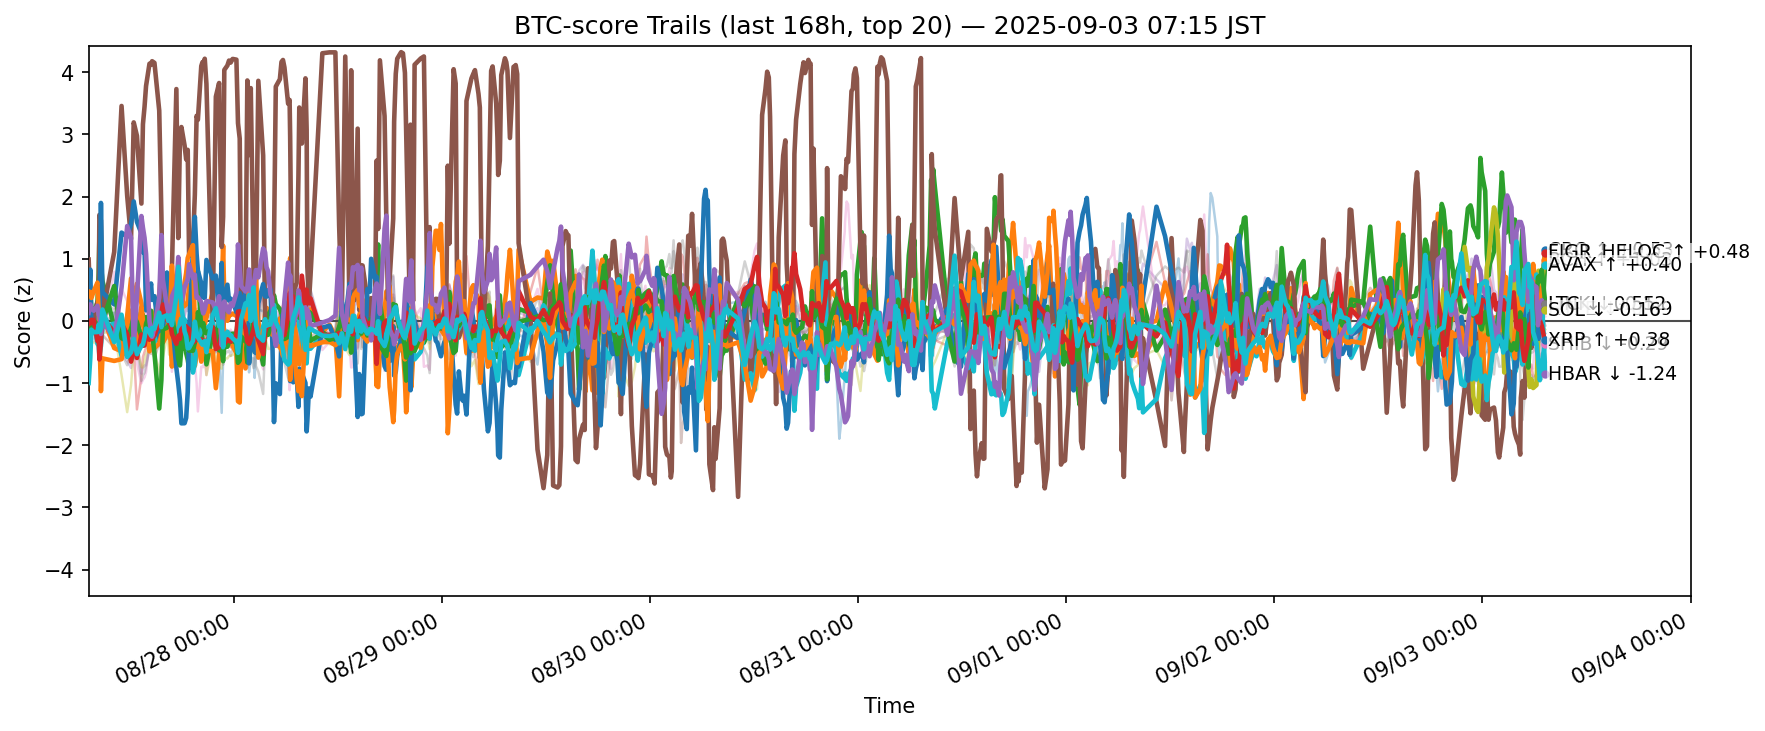 BTC-score Trails (last 168h, top 20) — 2025-09-03 07:15 JST
Score (z)
4
3
2
1
0
−1
−2
−3
−4
FIGR_HELOC ↑ +0.48
AVAX ↑ +0.40
SOL ↓ -0.16
XRP ↑ +0.38
SHIB ↓ -0.29
HBAR ↓ -1.24
08/28 00:00
08/29 00:00
08/30 00:00
08/31 00:00
09/01 00:00
09/02 00:00
09/03 00:00
09/04 00:00
Time